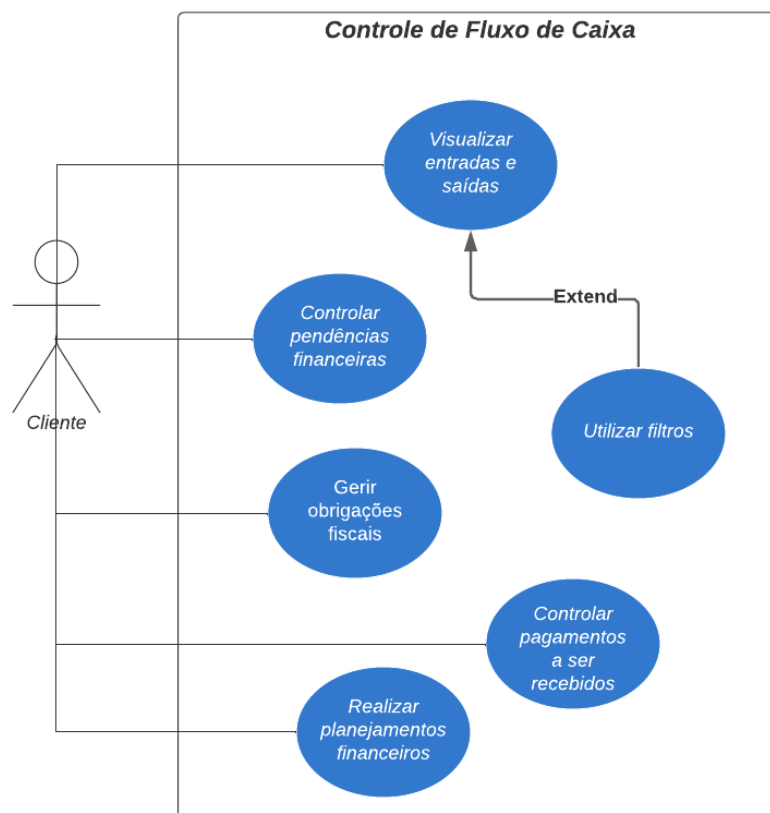 Controle de Fluxo de Caixa
Visualizar
entradas e
saídas
Extend
Controlar
pendências
financeiras
Cliente
Utilizar filtros
Gerir
obrigações
fiscais
Controlar
pagamentos
a ser
recebidos
Realizar
planejamentos
financeiros